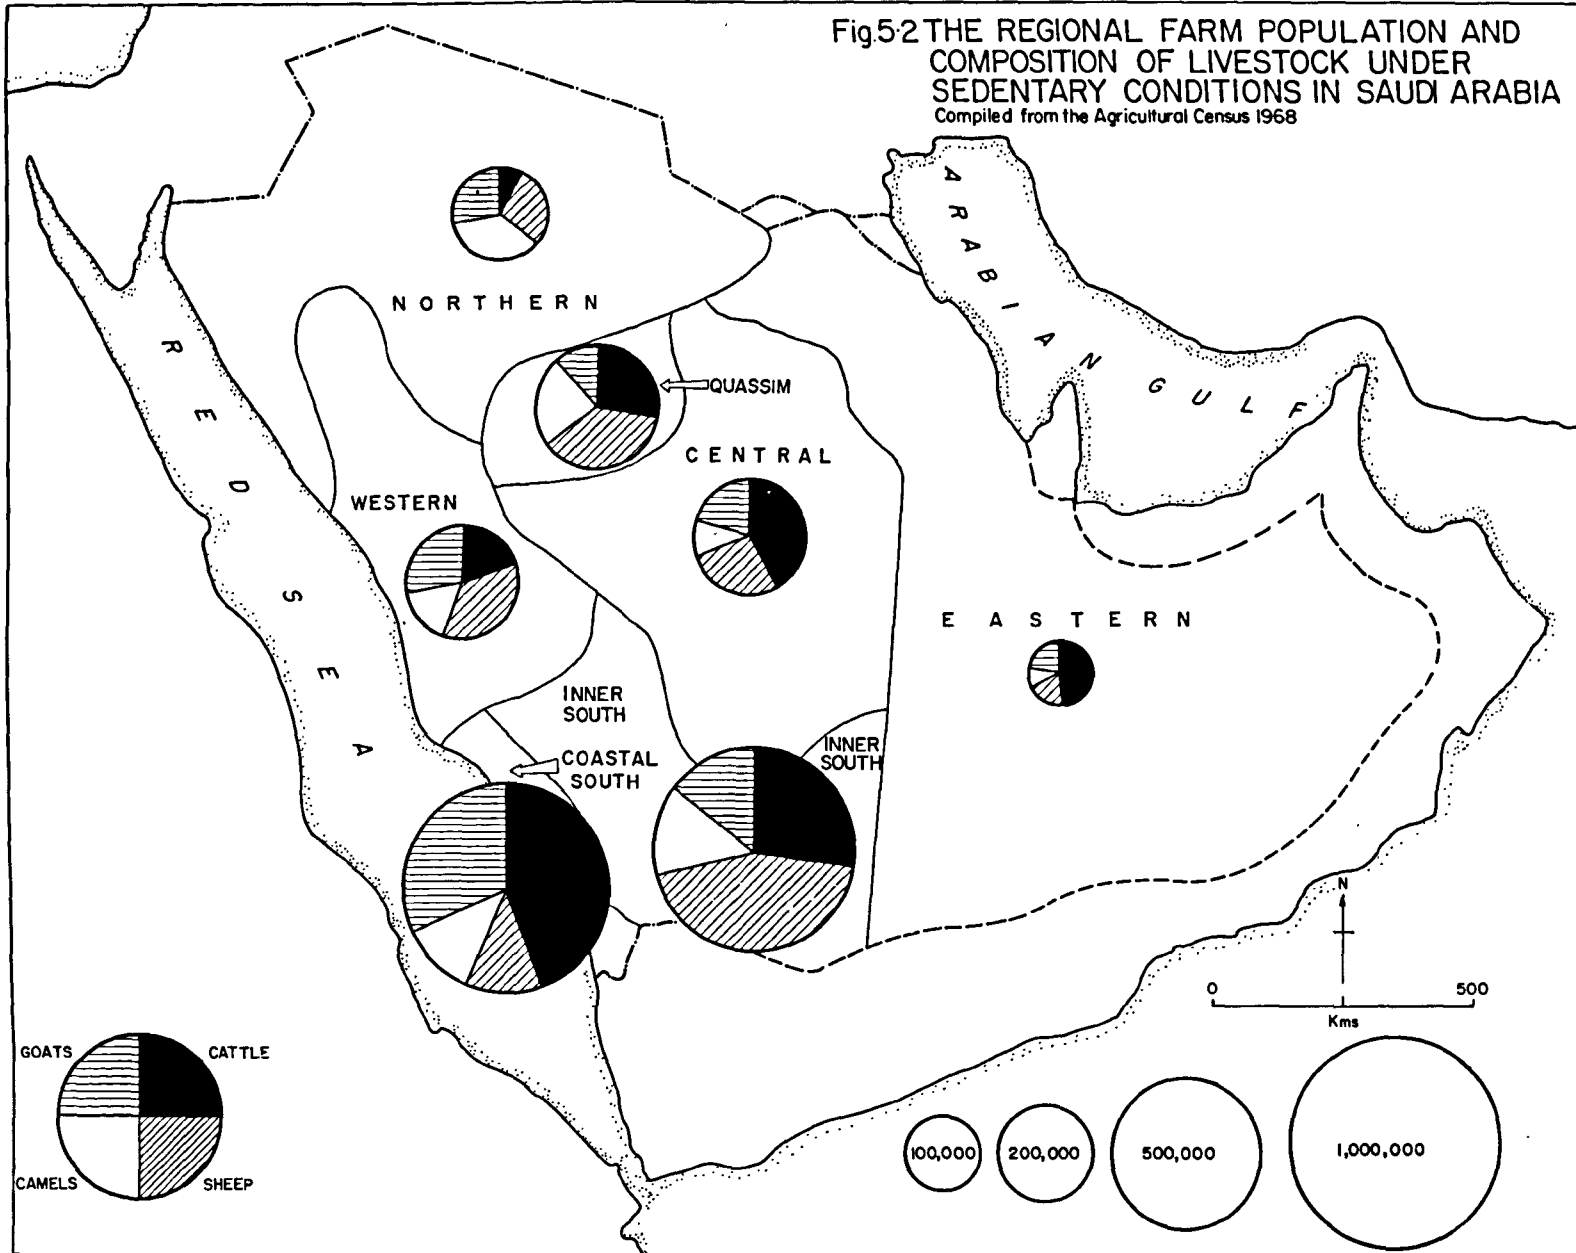 Fig.5·2 THE REGIONAL FARM POPULATION AND
COMPOSITION OF LIVESTOCK UNDER
SEDENTARY CONDITIONS IN SAUDI ARABIA
Compiled from the Agricultural Census 1968
ARABIAN GULF
NORTHERN
RED SEA
QUASSIM
CENTRAL
WESTERN
EASTERN
INNER
SOUTH
INNER
SOUTH
COASTAL
SOUTH
N
0 500
Kms
GOATS CATTLE
CAMELS SHEEP
100,000 200,000 500,000 1,000,000